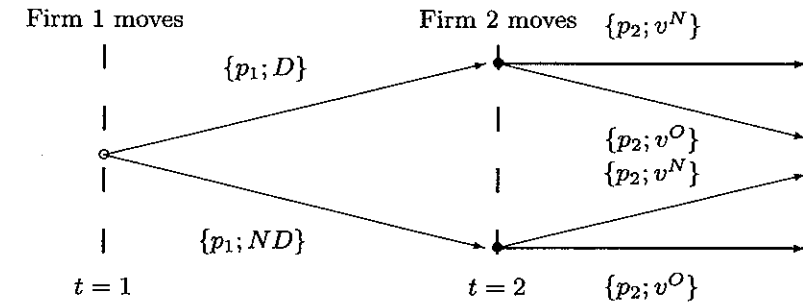 Firm 1 moves
Firm 2 moves
{p₂; v^N}
{p₁; D}
{p₂; v^O}
{p₂; v^N}
{p₁; ND}
t = 1
t = 2
{p₂; v^O}